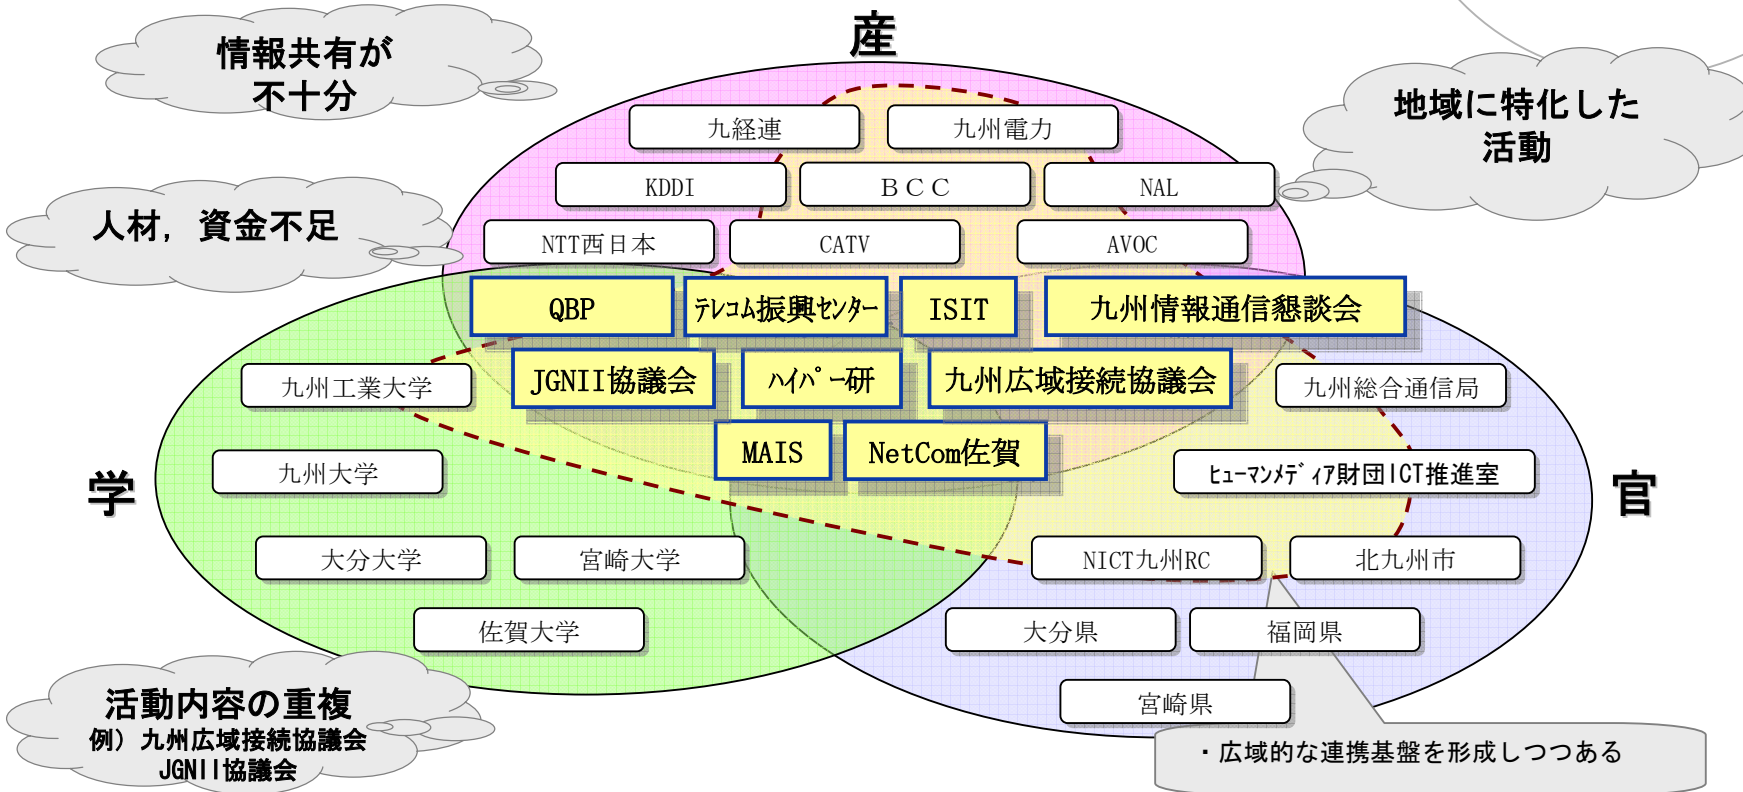 産
情報共有が
不十分
地域に特化した
活動
人材，資金不足
九経連
九州電力
KDDI
ＢＣＣ
NAL
NTT西日本
CATV
AVOC
QBP
ﾃﾚｺﾑ振興ｾﾝﾀｰ
ISIT
九州情報通信懇談会
JGNII協議会
ﾊｲﾊﾟｰ研
九州広域接続協議会
MAIS
NetCom佐賀
九州工業大学
九州総合通信局
学
九州大学
ﾋｭｰﾏﾝﾒﾃﾞｨｱ財団ICT推進室
官
大分大学
宮崎大学
NICT九州RC
北九州市
佐賀大学
大分県
福岡県
宮崎県
活動内容の重複
例）九州広域接続協議会
JGNII協議会
・広域的な連携基盤を形成しつつある